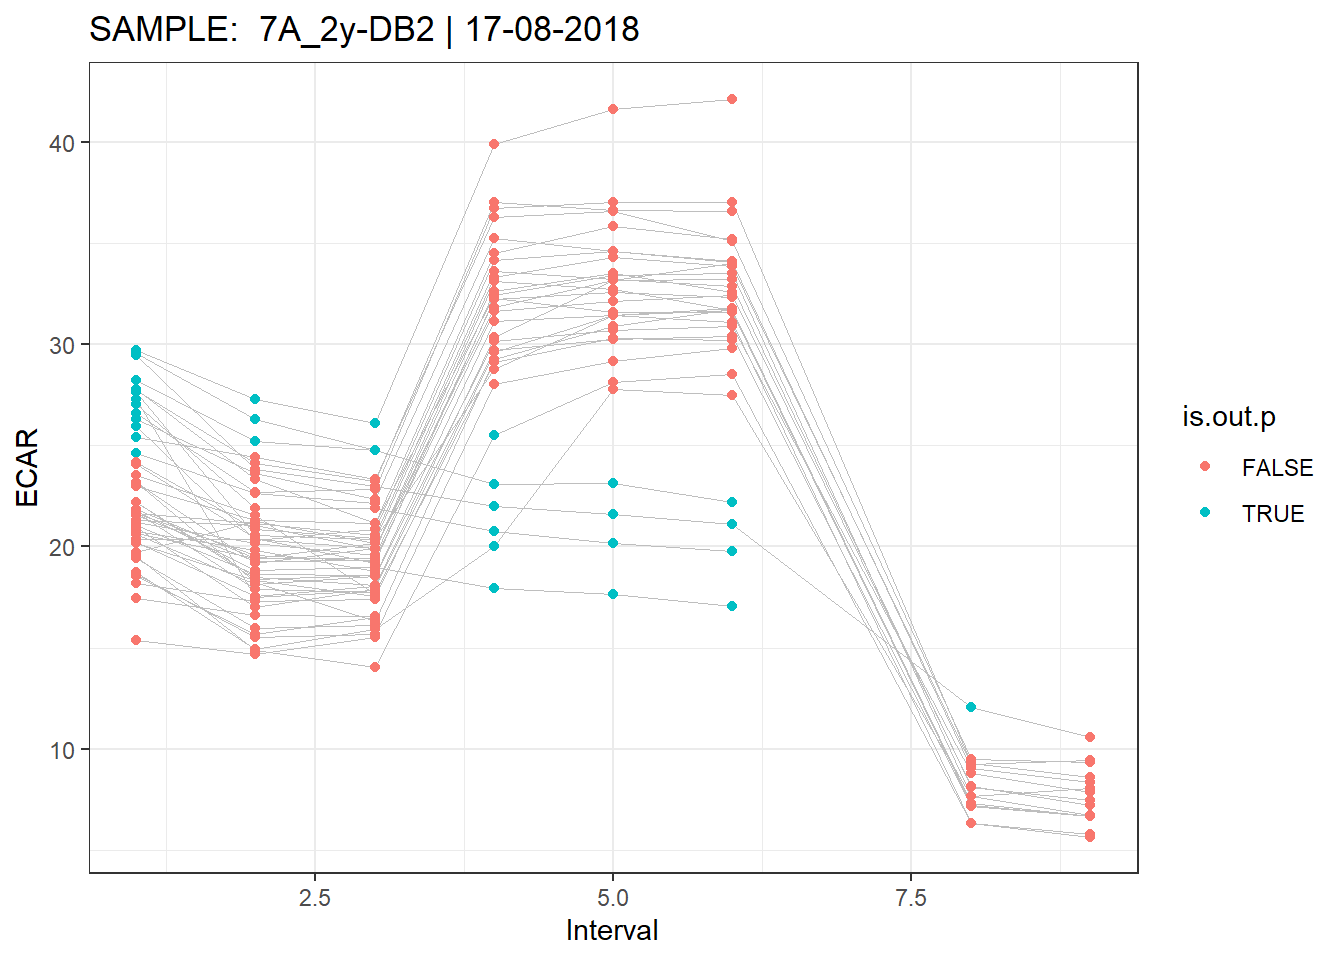 SAMPLE:  7A_2y-DB2 | 17-08-2018
40
30
20
10
ECAR
2.5
5.0
7.5
Interval
is.out.p
FALSE
TRUE